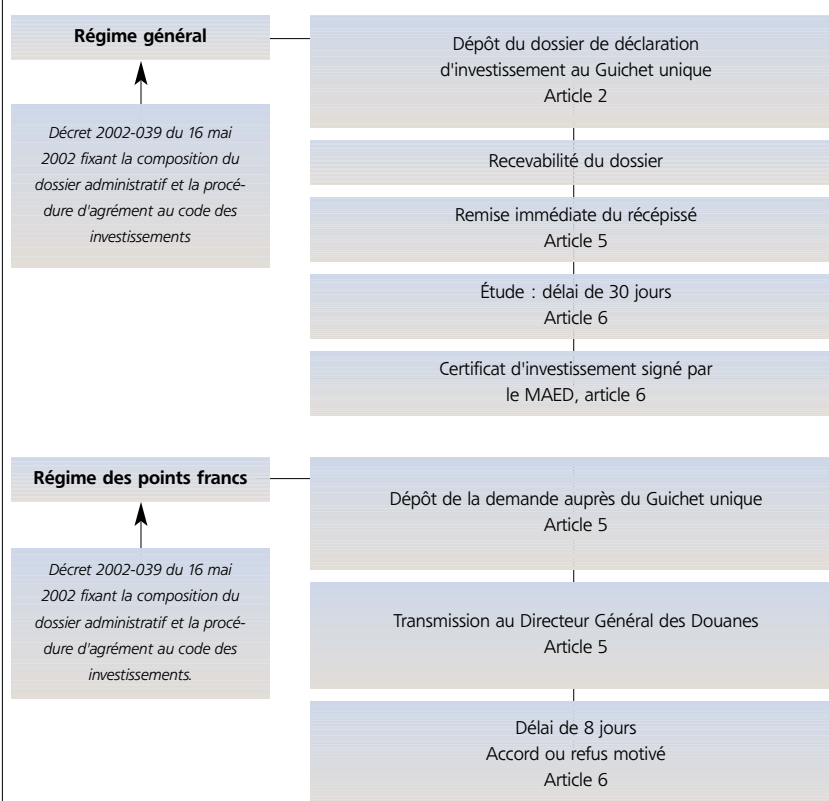 Régime général
Décret 2002-039 du 16 mai
2002 fixant la composition du
dossier administratif et la procé-
dure d'agrément au code des
investissements
Dépôt du dossier de déclaration
d'investissement au Guichet unique
Article 2
Recevabilité du dossier
Remise immédiate du récépissé
Article 5
Étude : délai de 30 jours
Article 6
Certificat d'investissement signé par
le MAED, article 6
Régime des points francs
Décret 2002-039 du 16 mai
2002 fixant la composition du
dossier administratif et la procé-
dure d'agrément au code des
investissements.
Dépôt de la demande auprès du Guichet unique
Article 5
Transmission au Directeur Général des Douanes
Article 5
Délai de 8 jours
Accord ou refus motivé
Article 6